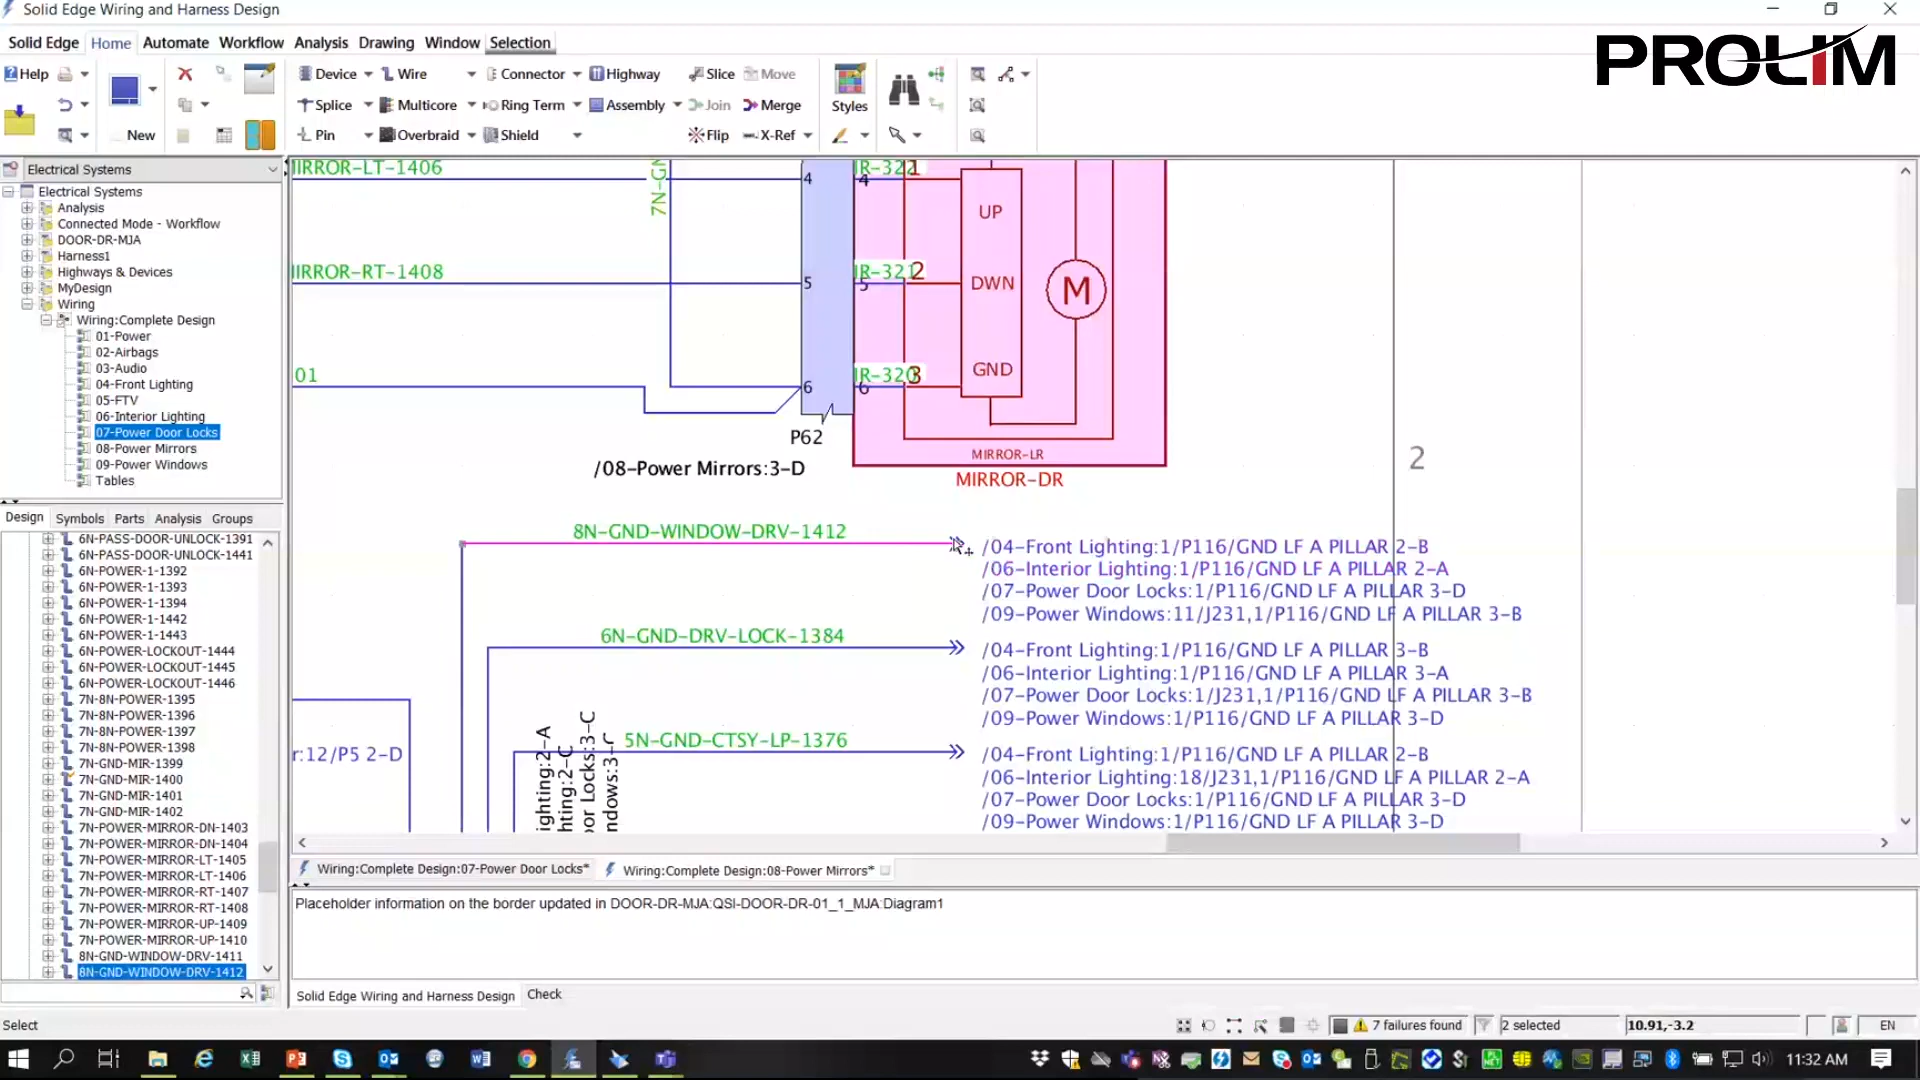 Solid Edge Wiring and Harness Design
Solid Edge Home Automate Workflow Analysis Drawing Window Selection
PROLIM
Help Device Wire Connector Highway Slice Move
Splice Multicore Ring Term Assembly Join Merge Styles
New Pin Overbraid Shield Flip X-Ref
Electrical Systems
Electrical Systems
Analysis
Connected Mode - Workflow
DOOR-DR-MJA
Harness1
Highways & Devices
MyDesign
Wiring
Wiring:Complete Design
01-Power
02-Airbags
03-Audio
04-Front Lighting
05-FTV
06-Interior Lighting
07-Power Door Locks
08-Power Mirrors
09-Power Windows
Tables
Design Symbols Parts Analysis Groups
6N-PASS-DOOR-UNLOCK-1391
6N-PASS-DOOR-UNLOCK-1441
6N-POWER-1-1392
6N-POWER-1-1393
6N-POWER-1-1394
6N-POWER-1-1442
6N-POWER-1-1443
6N-POWER-LOCKOUT-1444
6N-POWER-LOCKOUT-1445
6N-POWER-LOCKOUT-1446
7N-8N-POWER-1395
7N-8N-POWER-1396
7N-8N-POWER-1397
7N-8N-POWER-1398
7N-GND-MIR-1399
7N-GND-MIR-1400
7N-GND-MIR-1401
7N-GND-MIR-1402
7N-POWER-MIRROR-DN-1403
7N-POWER-MIRROR-DN-1404
7N-POWER-MIRROR-LT-1405
7N-POWER-MIRROR-LT-1406
7N-POWER-MIRROR-RT-1407
7N-POWER-MIRROR-RT-1408
7N-POWER-MIRROR-UP-1409
7N-POWER-MIRROR-UP-1410
8N-GND-WINDOW-DRV-1411
8N-GND-WINDOW-DRV-1412
IRROR-LT-1406
7N-GN
4
IR-322
1
4
UP
IRROR-RT-1408
5
IR-321
2
5
DWN
M
01
6
IR-320
3
6
GND
P62
/08-Power Mirrors:3-D
MIRROR-LR
MIRROR-DR
2
8N-GND-WINDOW-DRV-1412
/04-Front Lighting:1/P116/GND LF A PILLAR 2-B
/06-Interior Lighting:1/P116/GND LF A PILLAR 2-A
/07-Power Door Locks:1/P116/GND LF A PILLAR 3-D
/09-Power Windows:11/J231,1/P116/GND LF A PILLAR 3-B
6N-GND-DRV-LOCK-1384
/04-Front Lighting:1/P116/GND LF A PILLAR 3-B
/06-Interior Lighting:1/P116/GND LF A PILLAR 3-A
/07-Power Door Locks:1/J231,1/P116/GND LF A PILLAR 3-B
/09-Power Windows:1/P116/GND LF A PILLAR 3-D
5N-GND-CTSY-LP-1376
/04-Front Lighting:1/P116/GND LF A PILLAR 2-B
/06-Interior Lighting:18/J231,1/P116/GND LF A PILLAR 2-A
/07-Power Door Locks:1/P116/GND LF A PILLAR 3-D
/09-Power Windows:1/P116/GND LF A PILLAR 3-D
r:12/P5 2-D
ighting:2-A
hting:2-C
oor Locks:3-C
Wiring:Complete Design:07-Power Door Locks*
Wiring:Complete Design:08-Power Mirrors*
Placeholder information on the border updated in DOOR-DR-MJA:QSI-DOOR-DR-01_1_MJA:Diagram1
Solid Edge Wiring and Harness Design Check
Select
7 failures found
2 selected
10.91,-3.2
EN
11:32 AM